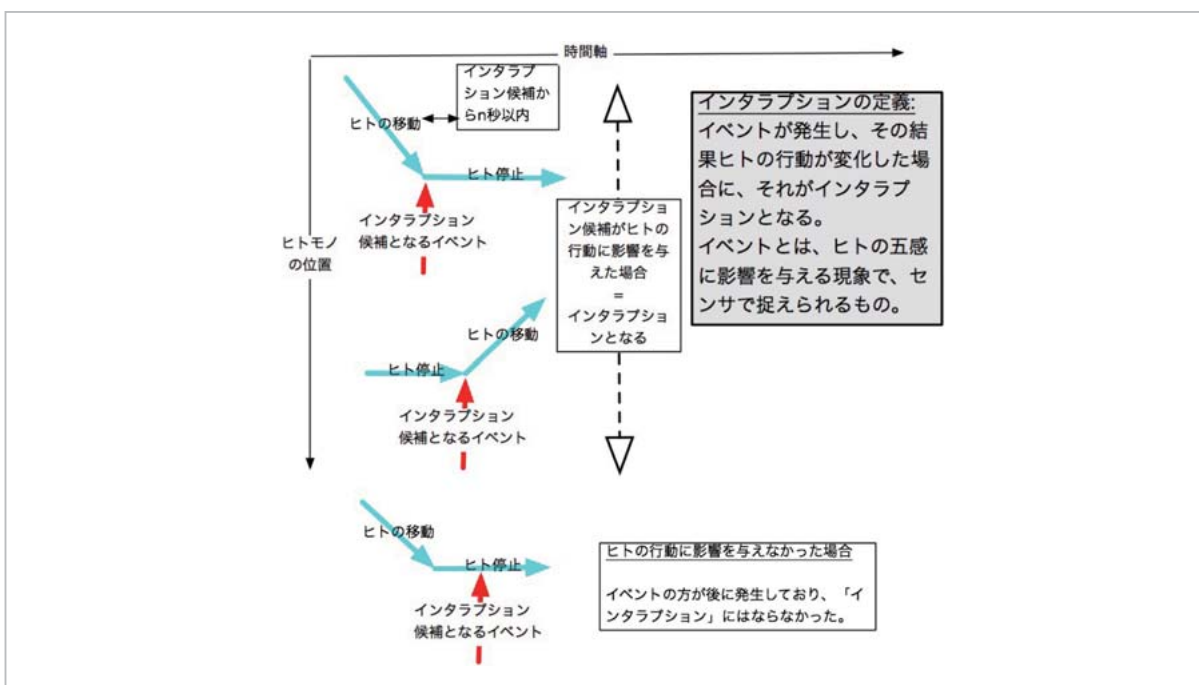 時間軸
インタラプ
ション候補か
らn秒以内
ヒトの移動
ヒト停止
インタラプション
候補となるイベント
ヒトモノ
の位置
インタラプショ
ン候補がヒトの
行動に影響を与
えた場合
=
インタラプショ
ンとなる
インタラプションの定義:
イベントが発生し、その結
果ヒトの行動が変化した場
合に、それがインタラプ
ションとなる。
イベントとは、ヒトの五感
に影響を与える現象で、セ
ンサで捉えられるもの。
ヒトの移動
ヒト停止
インタラプション
候補となるイベント
ヒトの移動
ヒト停止
インタラプション
候補となるイベント
ヒトの行動に影響を与えなかった場合
イベントの方が後に発生しており、「イ
ンタラプション」にはならなかった。